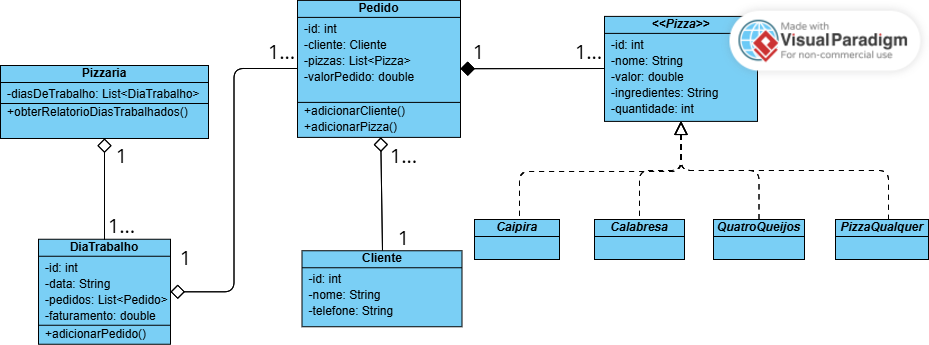 Pizzaria
-diasDeTrabalho: List<DiaTrabalho>
+obterRelatorioDiasTrabalhados()
1
1...
DiaTrabalho
-id: int
-data: String
-pedidos: List<Pedido>
-faturamento: double
+adicionarPedido()
1
1...
Pedido
-id: int
-cliente: Cliente
-pizzas: List<Pizza>
-valorPedido: double
+adicionarCliente()
+adicionarPizza()
1...
1
Cliente
-id: int
-nome: String
-telefone: String
1
1...
<<Pizza>>
-id: int
-nome: String
-valor: double
-ingredientes: String
-quantidade: int
Caipira
Calabresa
QuatroQueijos
PizzaQualquer
Made with
Visual Paradigm
For non-commercial use